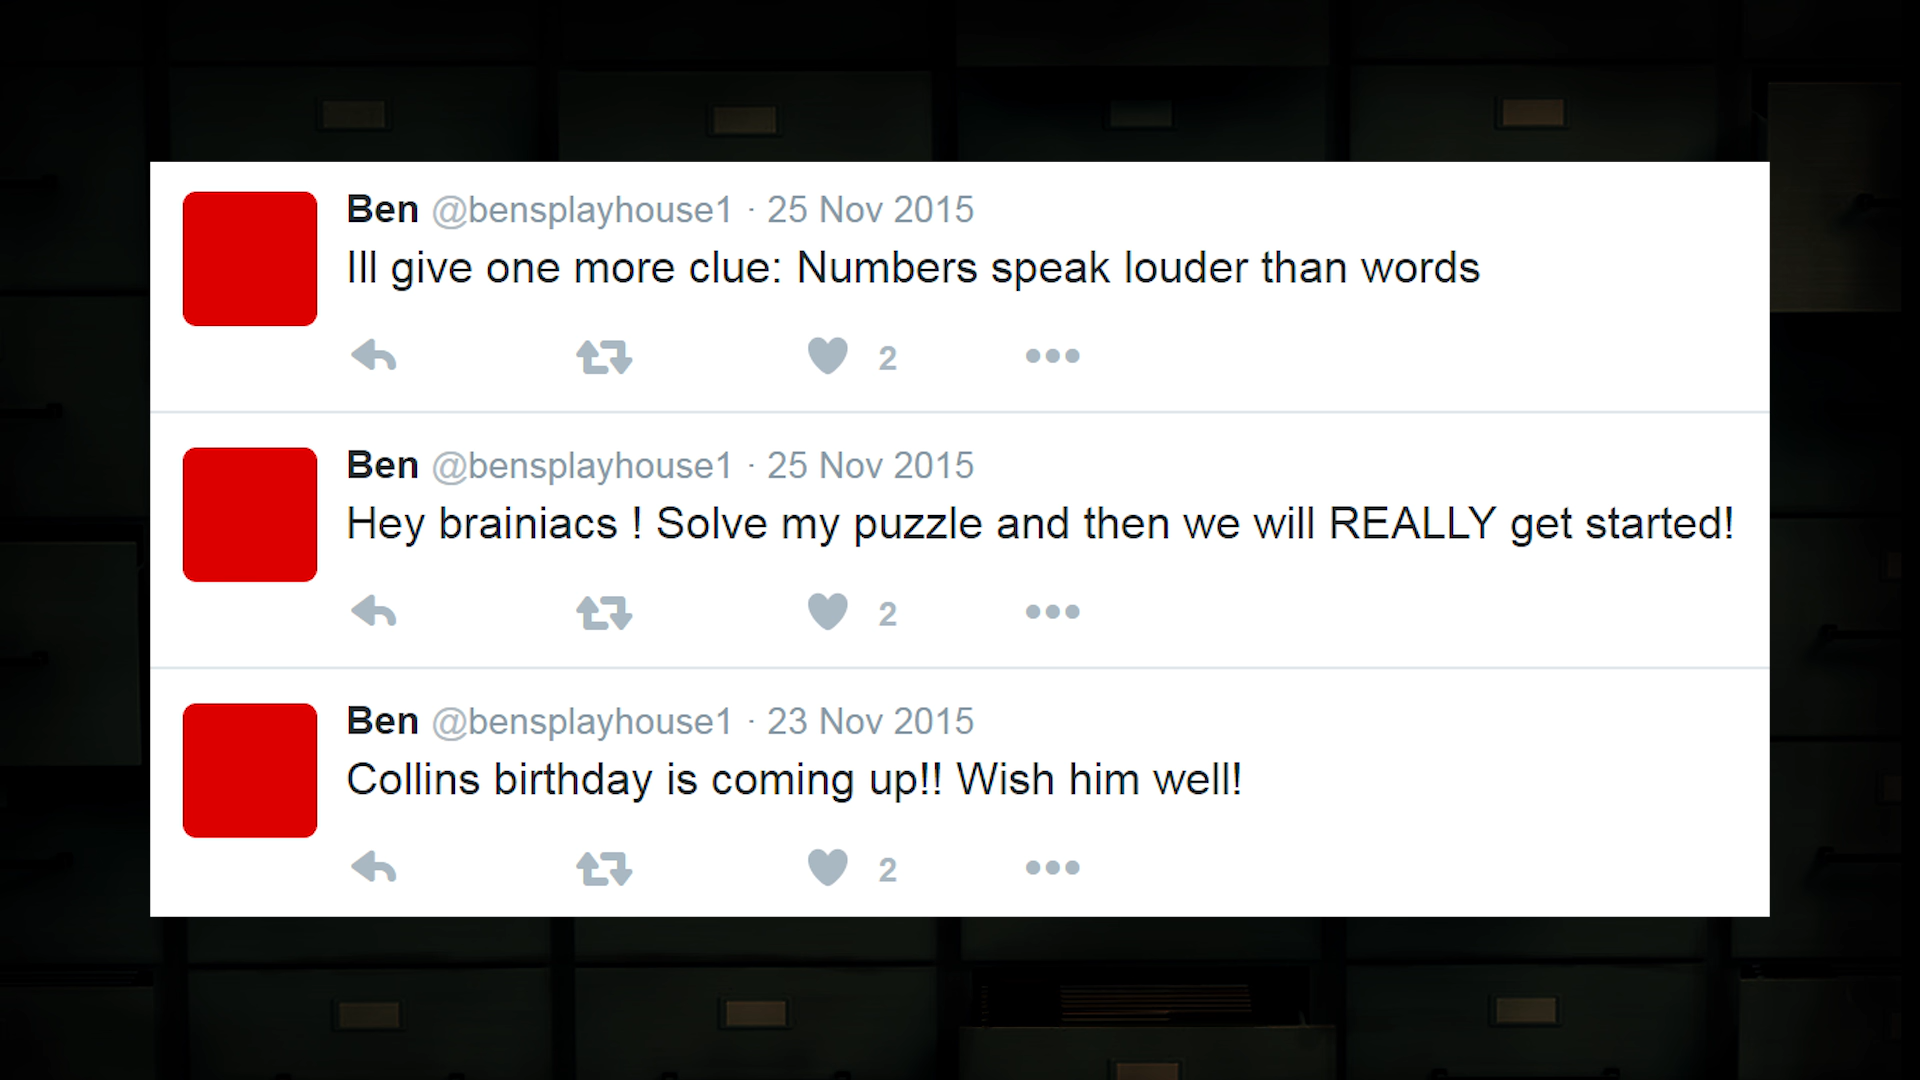 Ben @bensplayhouse1 · 25 Nov 2015
Ill give one more clue: Numbers speak louder than words
2
Ben @bensplayhouse1 · 25 Nov 2015
Hey brainiacs ! Solve my puzzle and then we will REALLY get started!
2
Ben @bensplayhouse1 · 23 Nov 2015
Collins birthday is coming up!! Wish him well!
2